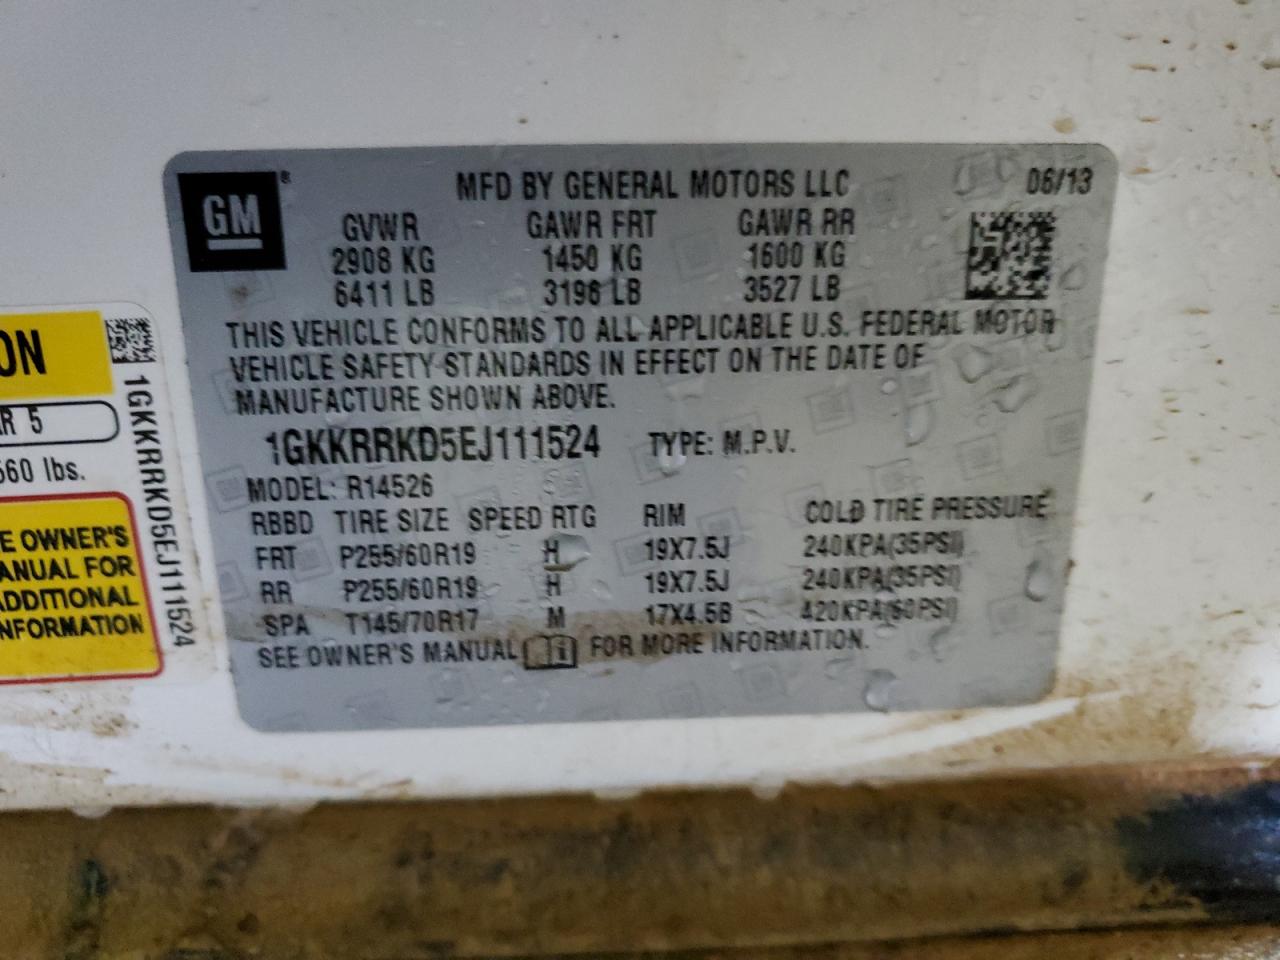 GM®
MFD BY GENERAL MOTORS LLC 06/13
GVWR GAWR FRT GAWR RR
2908 KG 1450 KG 1600 KG
6411 LB 3196 LB 3527 LB
THIS VEHICLE CONFORMS TO ALL APPLICABLE U.S. FEDERAL MOTOR
VEHICLE SAFETY STANDARDS IN EFFECT ON THE DATE OF
MANUFACTURE SHOWN ABOVE.
1GKKRRKD5EJ111524 TYPE: M.P.V.
MODEL: R14526
RBBD TIRE SIZE SPEED RTG RIM COLD TIRE PRESSURE
FRT P255/60R19 H 19X7.5J 240KPA(35PSI)
RR P255/60R19 H 19X7.5J 240KPA(35PSI)
SPA T145/70R17 M 17X4.5B 420KPA(60PSI)
SEE OWNER'S MANUAL FOR MORE INFORMATION.
ON
R 5
560 lbs.
E OWNER'S
ANUAL FOR
ADDITIONAL
NFORMATION
1GKKRRKD5EJ111524